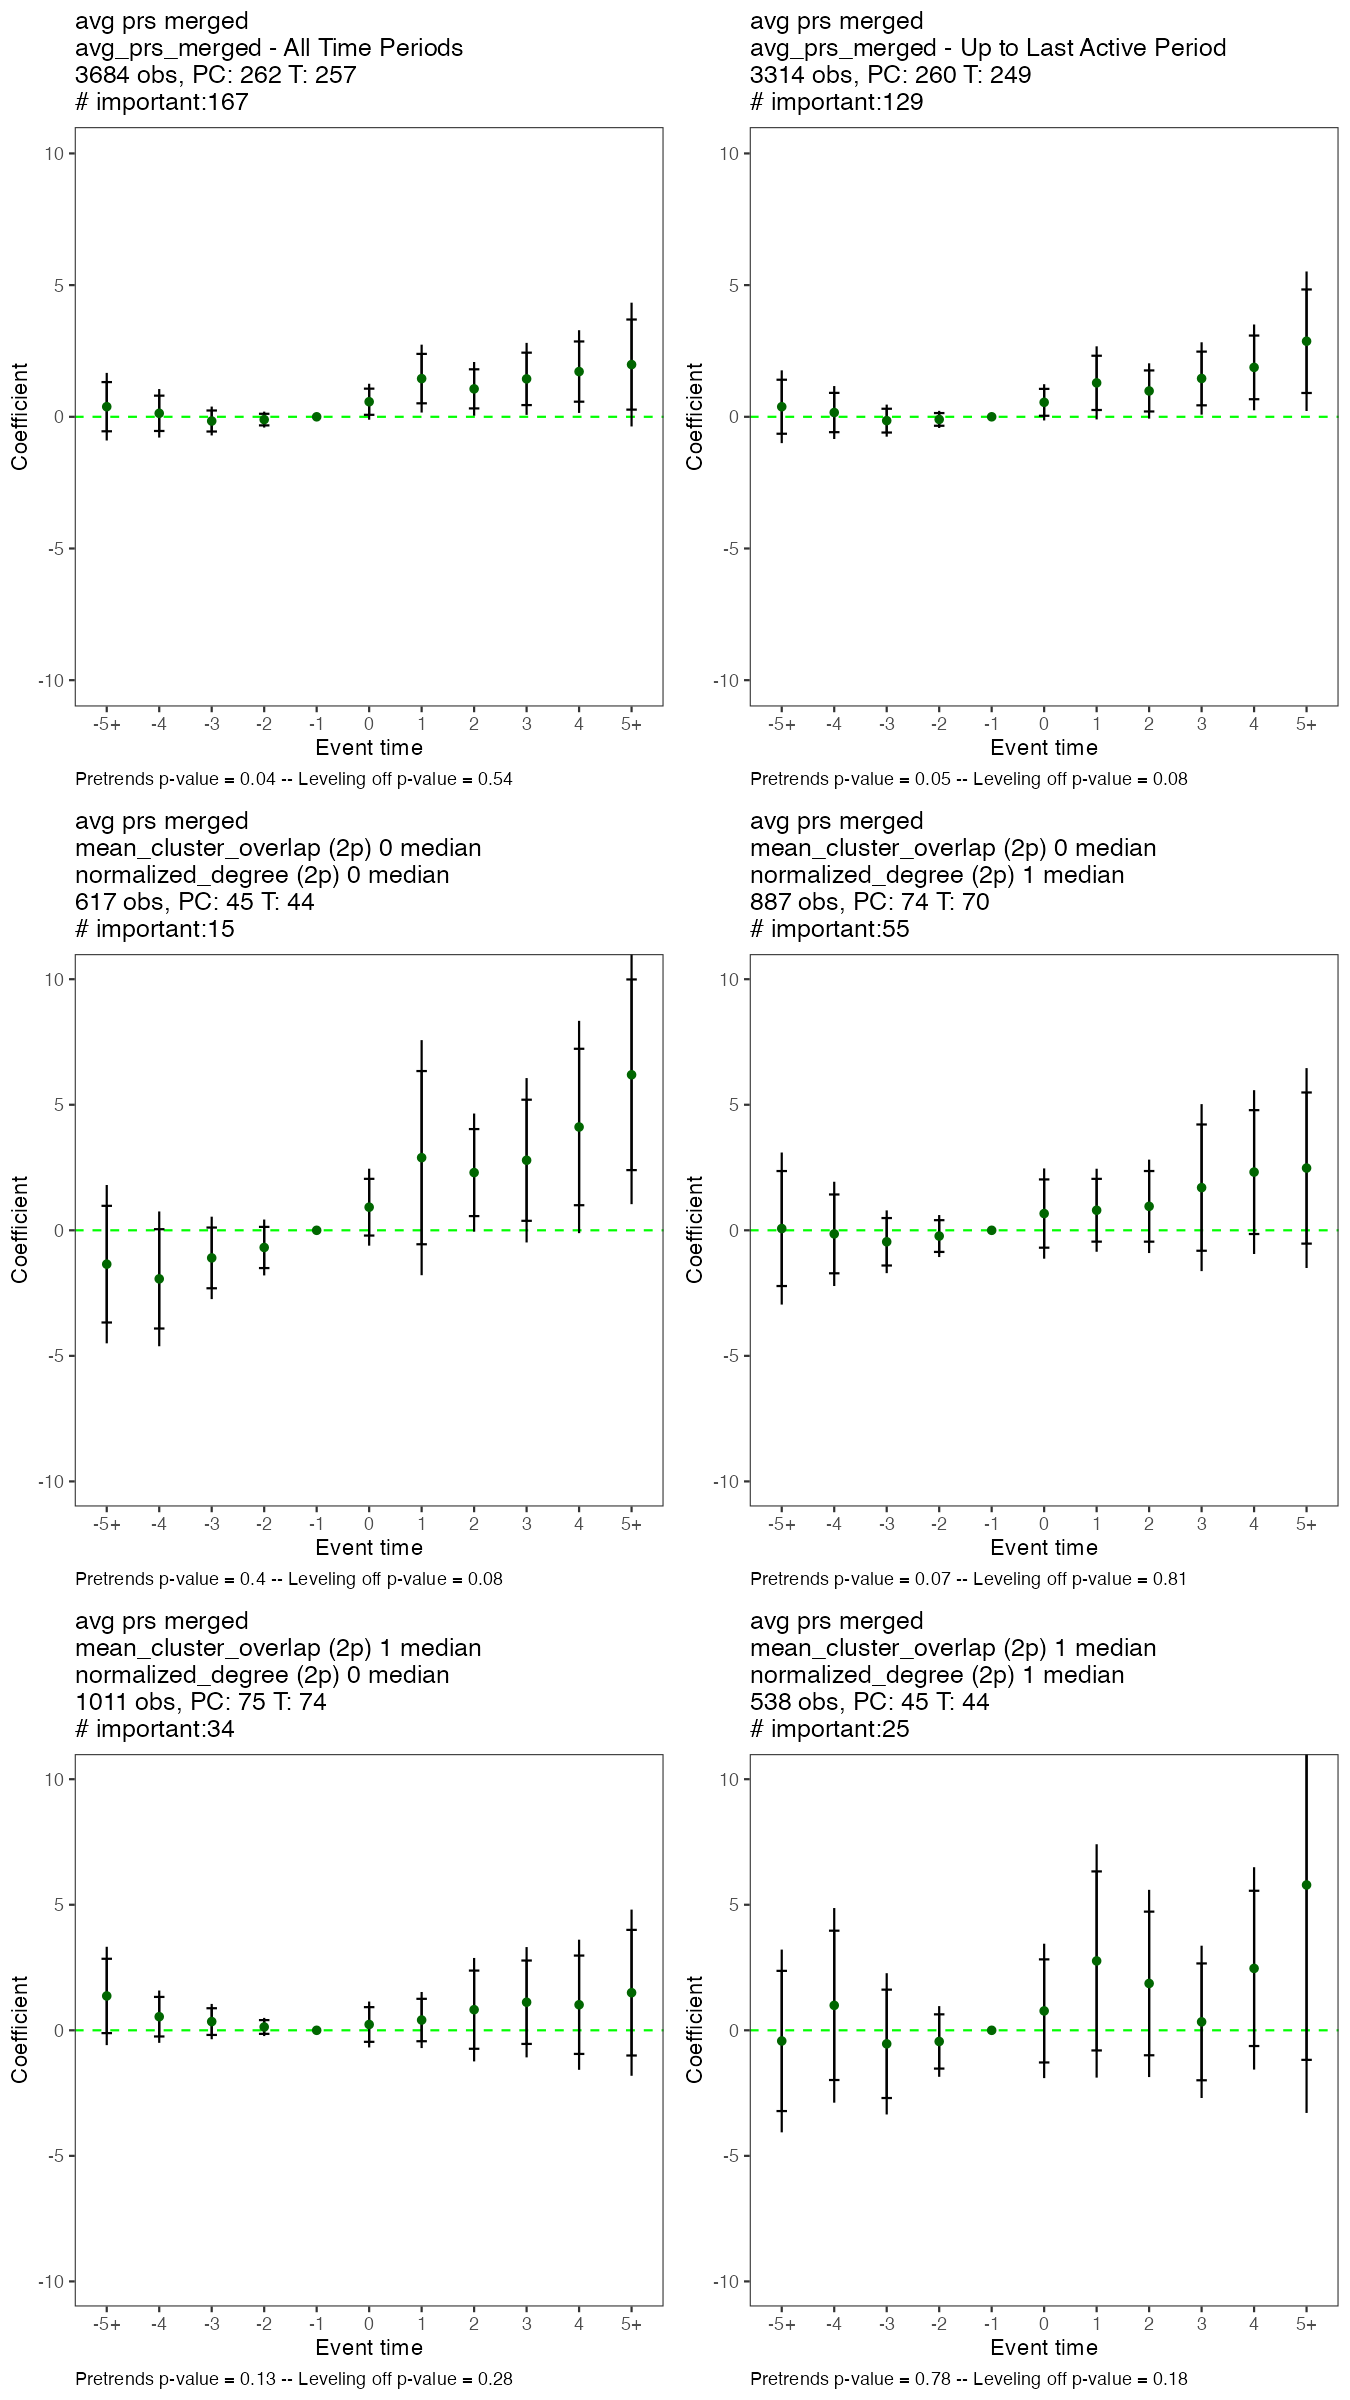 avg prs merged
avg_prs_merged - All Time Periods
3684 obs, PC: 262 T: 257
# important:167
10
5
0
-5
-10
Coefficient
-5+ -4 -3 -2 -1 0 1 2 3 4 5+
Event time
Pretrends p-value = 0.04 -- Leveling off p-value = 0.54
avg prs merged
avg_prs_merged - Up to Last Active Period
3314 obs, PC: 260 T: 249
# important:129
10
5
0
-5
-10
Coefficient
-5+ -4 -3 -2 -1 0 1 2 3 4 5+
Event time
Pretrends p-value = 0.05 -- Leveling off p-value = 0.08
avg prs merged
mean_cluster_overlap (2p) 0 median
normalized_degree (2p) 0 median
617 obs, PC: 45 T: 44
# important:15
10
5
0
-5
-10
Coefficient
-5+ -4 -3 -2 -1 0 1 2 3 4 5+
Event time
Pretrends p-value = 0.4 -- Leveling off p-value = 0.08
avg prs merged
mean_cluster_overlap (2p) 0 median
normalized_degree (2p) 1 median
887 obs, PC: 74 T: 70
# important:55
10
5
0
-5
-10
Coefficient
-5+ -4 -3 -2 -1 0 1 2 3 4 5+
Event time
Pretrends p-value = 0.07 -- Leveling off p-value = 0.81
avg prs merged
mean_cluster_overlap (2p) 1 median
normalized_degree (2p) 0 median
1011 obs, PC: 75 T: 74
# important:34
10
5
0
-5
-10
Coefficient
-5+ -4 -3 -2 -1 0 1 2 3 4 5+
Event time
Pretrends p-value = 0.13 -- Leveling off p-value = 0.28
avg prs merged
mean_cluster_overlap (2p) 1 median
normalized_degree (2p) 1 median
538 obs, PC: 45 T: 44
# important:25
10
5
0
-5
-10
Coefficient
-5+ -4 -3 -2 -1 0 1 2 3 4 5+
Event time
Pretrends p-value = 0.78 -- Leveling off p-value = 0.18